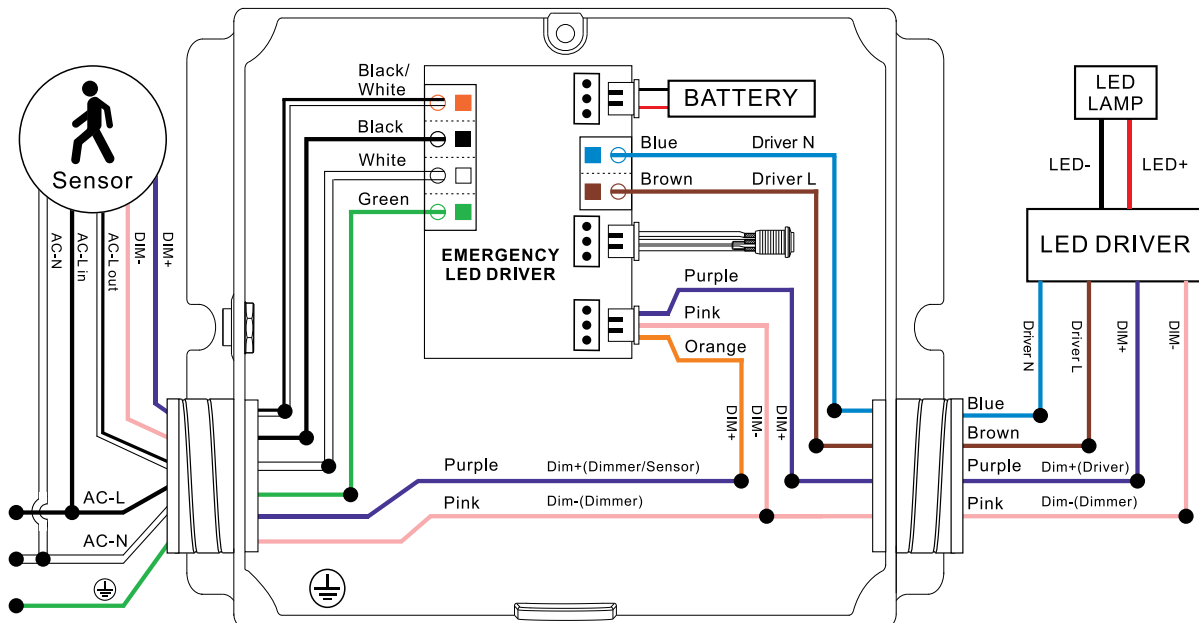 Sensor
AC-N
AC-L in
AC-L out
DIM-
DIM+
AC-L
AC-N
Black/
White
Black
White
Green
EMERGENCY
LED DRIVER
BATTERY
Blue Driver N
Brown Driver L
Purple
Pink
Orange
DIM+
DIM-
DIM+
Purple Dim+(Dimmer/Sensor)
Pink Dim-(Dimmer)
LED
LAMP
LED- LED+
LED DRIVER
Driver N
Driver L
DIM+
DIM-
Blue
Brown
Purple Dim+(Driver)
Pink Dim-(Dimmer)